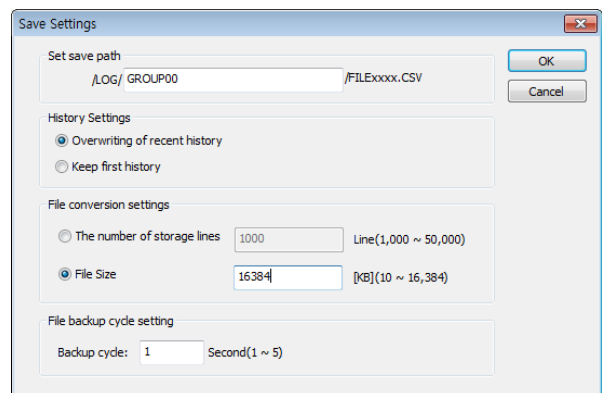 Save Settings
Set save path
/LOG/ GROUP00 /FILExxxx.CSV
OK
Cancel
History Settings
Overwriting of recent history
Keep first history
File conversion settings
The number of storage lines 1000 Line(1,000 ~ 50,000)
File Size 16384 [KB](10 ~ 16,384)
File backup cycle setting
Backup cycle: 1 Second(1 ~ 5)